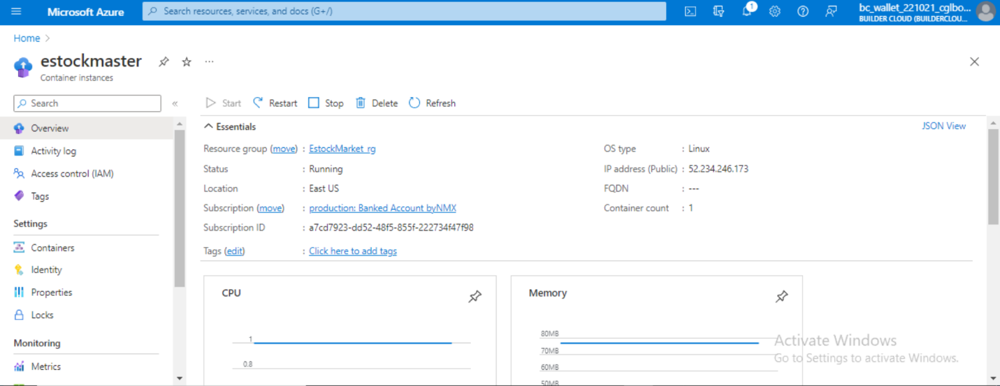 Microsoft Azure
Search resources, services, and docs (G+/)
1
bc_wallet_221021_cglbo...
BUILDER CLOUD (BUILDERCLOU...
Home >
estockmaster
...
Container instances
Search
«
Start Restart Stop Delete Refresh
Overview
Activity log
Access control (IAM)
Tags
Settings
Containers
Identity
Properties
Locks
Monitoring
Metrics
Essentials
JSON View
Resource group (move) : EstockMarket_rg
Status : Running
Location : East US
Subscription (move) : production: Banked Account byNMX
Subscription ID : a7cd7923-dd52-48f5-855f-222734f47f98
Tags (edit) : Click here to add tags
OS type : Linux
IP address (Public) : 52.234.246.173
FQDN : ---
Container count : 1
CPU
1
0.8
Memory
80MB
70MB
60MB
50MB
Activate Windows
Go to Settings to activate Windows.